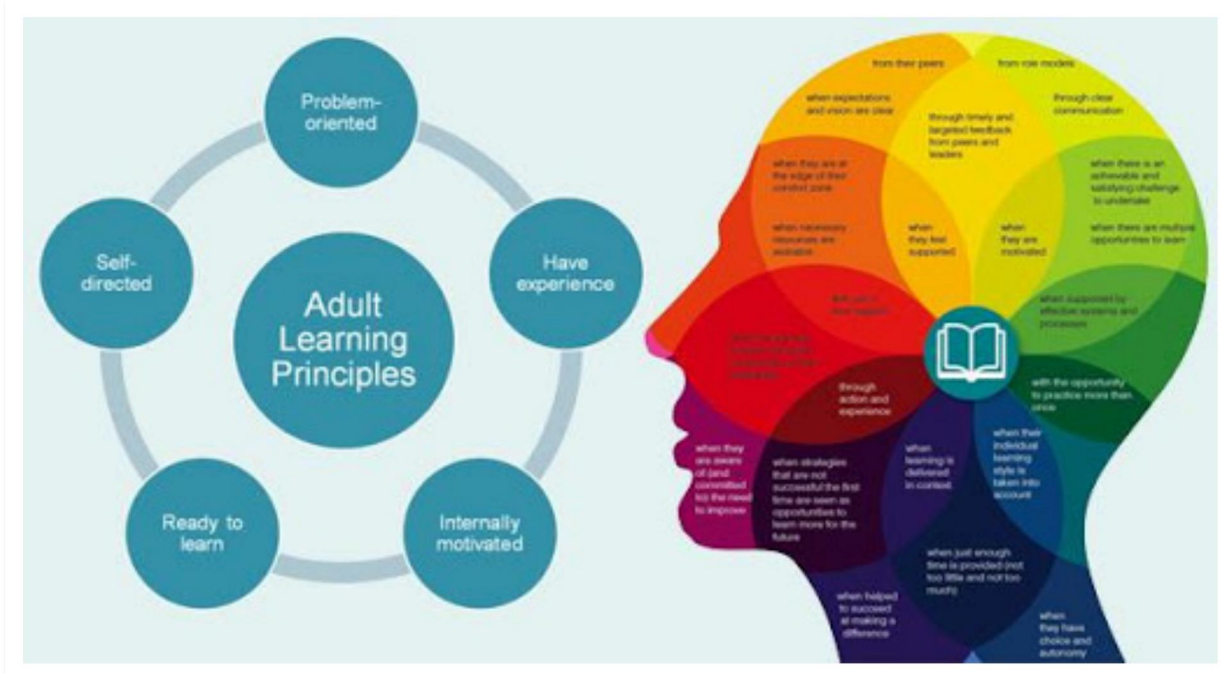 Problem-
oriented
Self-
directed
Have
experience
Adult
Learning
Principles
Ready to
learn
Internally
motivated
from their peers
from role models
when expectations
and vision are clear
through clear
communication
through timely and
targeted feedback
from peers and
leaders
when they are at
the edge of their
comfort zone
when there is an
achievable and
satisfying challenge
to undertake
when necessary
resources are
available
when
they feel
supported
when
they are
motivated
when there are multiple
opportunities to learn
when supported by
effective systems and
processes
through
action and
experience
with the opportunity
to practice more than
once
when they
are aware
of (and
committed
to) the need
to improve
when strategies
that are not
successful the first
time are seen as
opportunities to
learn more for the
future
when
learning is
delivered
in context
when their
individual
learning
style is
taken into
account
when just enough
time is provided (not
too little and not too
much)
when helped
to succeed
at making a
difference
when
they have
choice and
autonomy